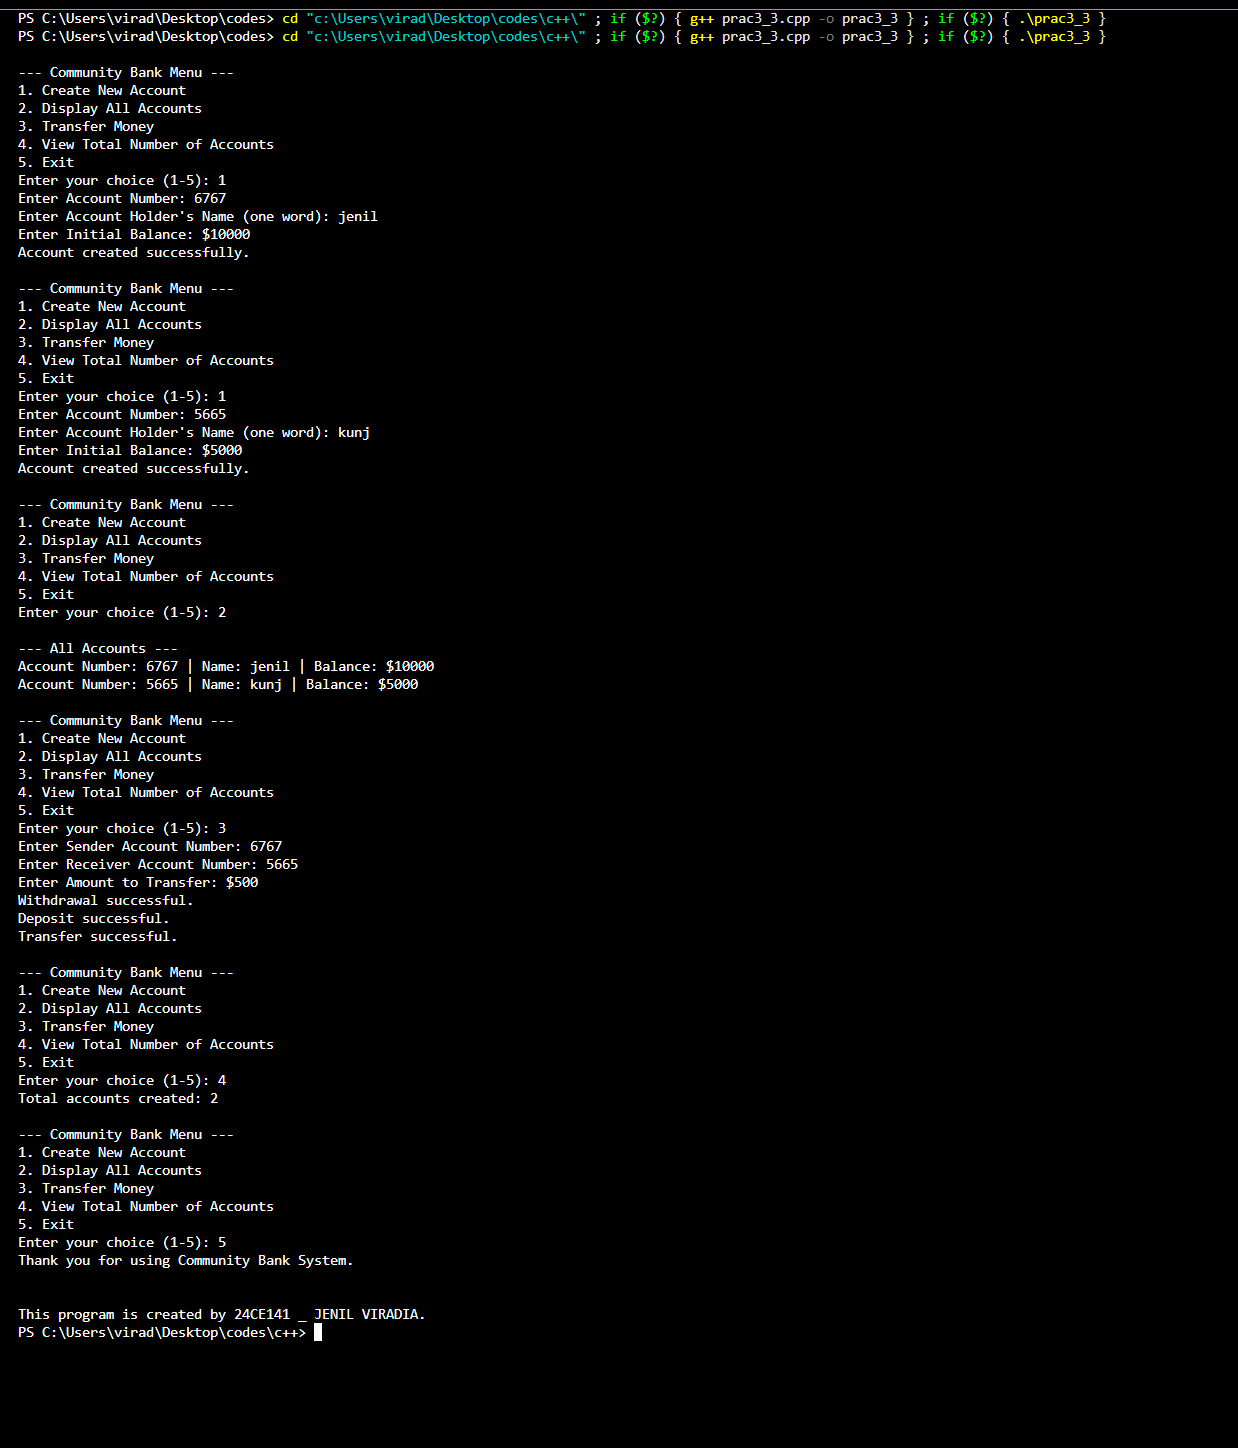 PS C:\Users\virad\Desktop\codes> cd "c:\Users\virad\Desktop\codes\c++\" ; if ($?) { g++ prac3_3.cpp -o prac3_3 } ; if ($?) { .\prac3_3 }
PS C:\Users\virad\Desktop\codes> cd "c:\Users\virad\Desktop\codes\c++\" ; if ($?) { g++ prac3_3.cpp -o prac3_3 } ; if ($?) { .\prac3_3 }
--- Community Bank Menu ---
1. Create New Account
2. Display All Accounts
3. Transfer Money
4. View Total Number of Accounts
5. Exit
Enter your choice (1-5): 1
Enter Account Number: 6767
Enter Account Holder's Name (one word): jenil
Enter Initial Balance: $10000
Account created successfully.
--- Community Bank Menu ---
1. Create New Account
2. Display All Accounts
3. Transfer Money
4. View Total Number of Accounts
5. Exit
Enter your choice (1-5): 1
Enter Account Number: 5665
Enter Account Holder's Name (one word): kunj
Enter Initial Balance: $5000
Account created successfully.
--- Community Bank Menu ---
1. Create New Account
2. Display All Accounts
3. Transfer Money
4. View Total Number of Accounts
5. Exit
Enter your choice (1-5): 2
--- All Accounts ---
Account Number: 6767 | Name: jenil | Balance: $10000
Account Number: 5665 | Name: kunj | Balance: $5000
--- Community Bank Menu ---
1. Create New Account
2. Display All Accounts
3. Transfer Money
4. View Total Number of Accounts
5. Exit
Enter your choice (1-5): 3
Enter Sender Account Number: 6767
Enter Receiver Account Number: 5665
Enter Amount to Transfer: $500
Withdrawal successful.
Deposit successful.
Transfer successful.
--- Community Bank Menu ---
1. Create New Account
2. Display All Accounts
3. Transfer Money
4. View Total Number of Accounts
5. Exit
Enter your choice (1-5): 4
Total accounts created: 2
--- Community Bank Menu ---
1. Create New Account
2. Display All Accounts
3. Transfer Money
4. View Total Number of Accounts
5. Exit
Enter your choice (1-5): 5
Thank you for using Community Bank System.
This program is created by 24CE141 _ JENIL VIRADIA.
PS C:\Users\virad\Desktop\codes\c++>